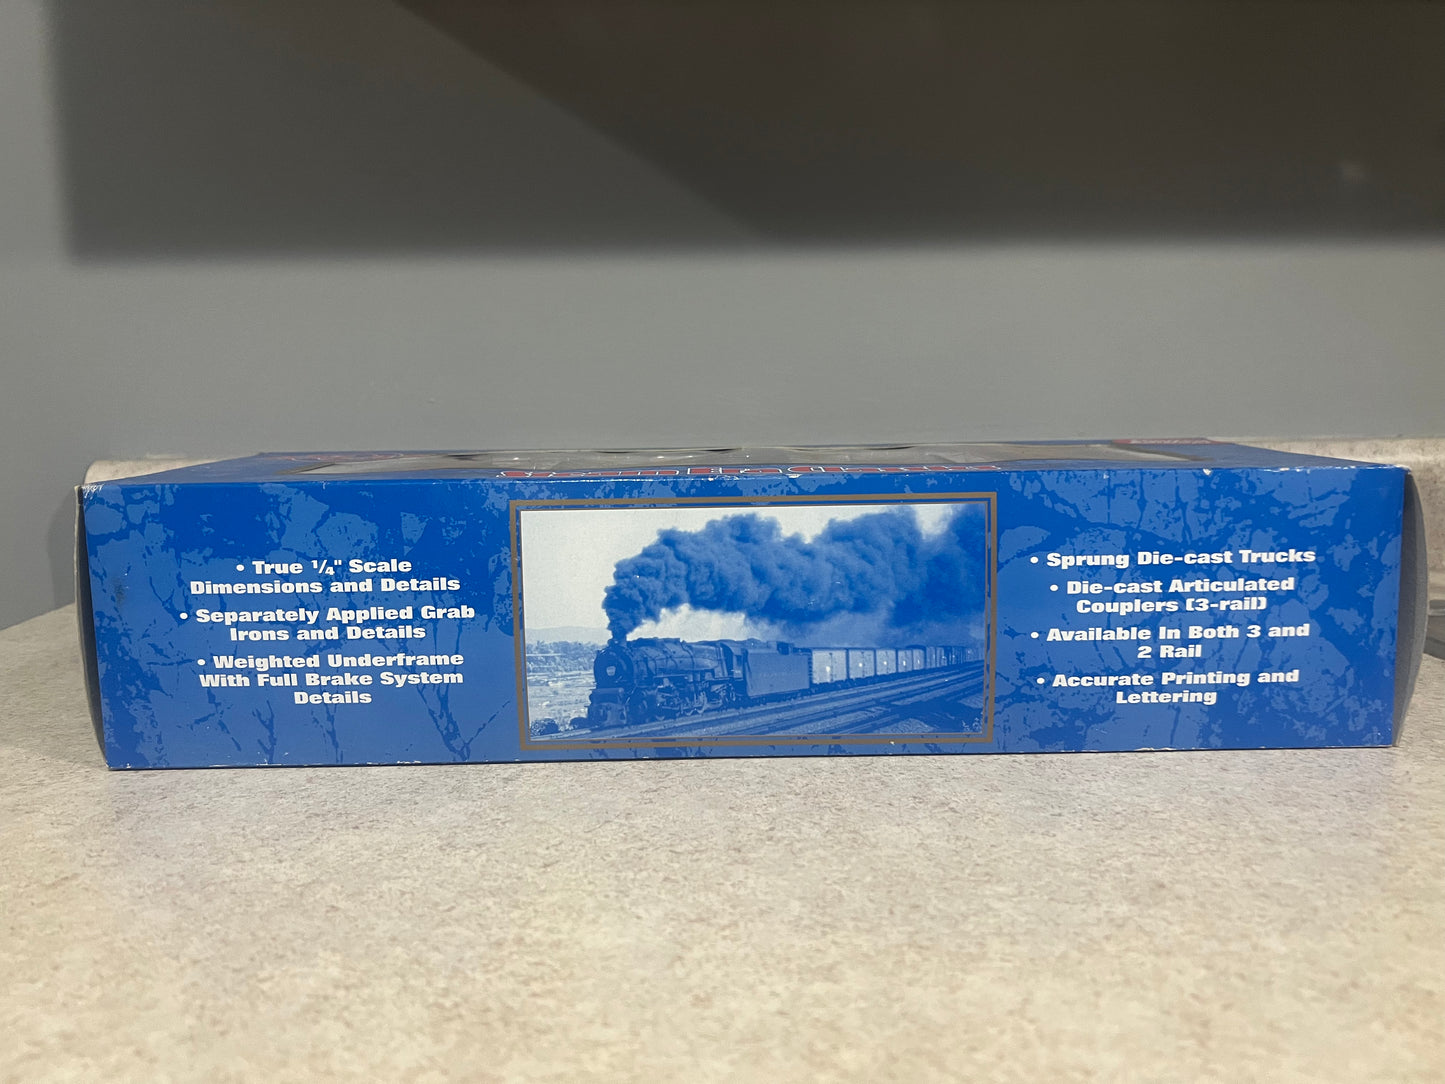 • True 1/4" Scale
Dimensions and Details
• Separately Applied Grab
Irons and Details
• Weighted Underframe
With Full Brake System
Details
• Sprung Die-cast Trucks
• Die-cast Articulated
Couplers (3-rail)
• Available In Both 3 and
2 Rail
• Accurate Printing and
Lettering